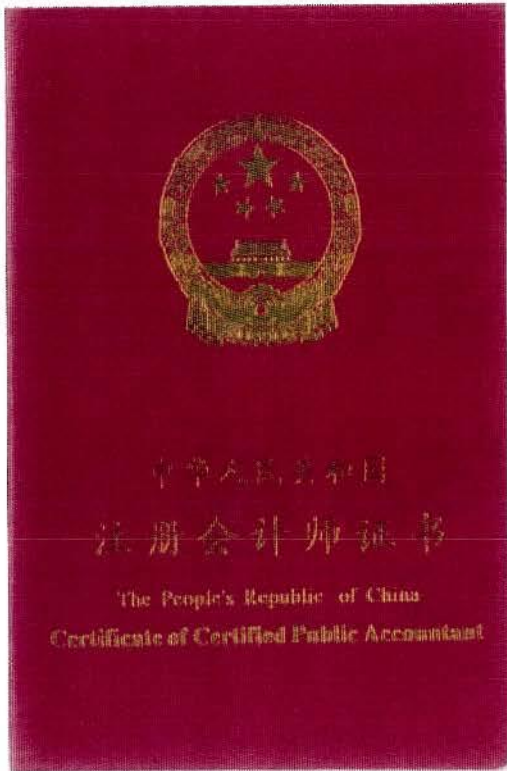 中华人民共和国
注册会计师证书
The People's Republic of China
Certificate of Certified Public Accountant